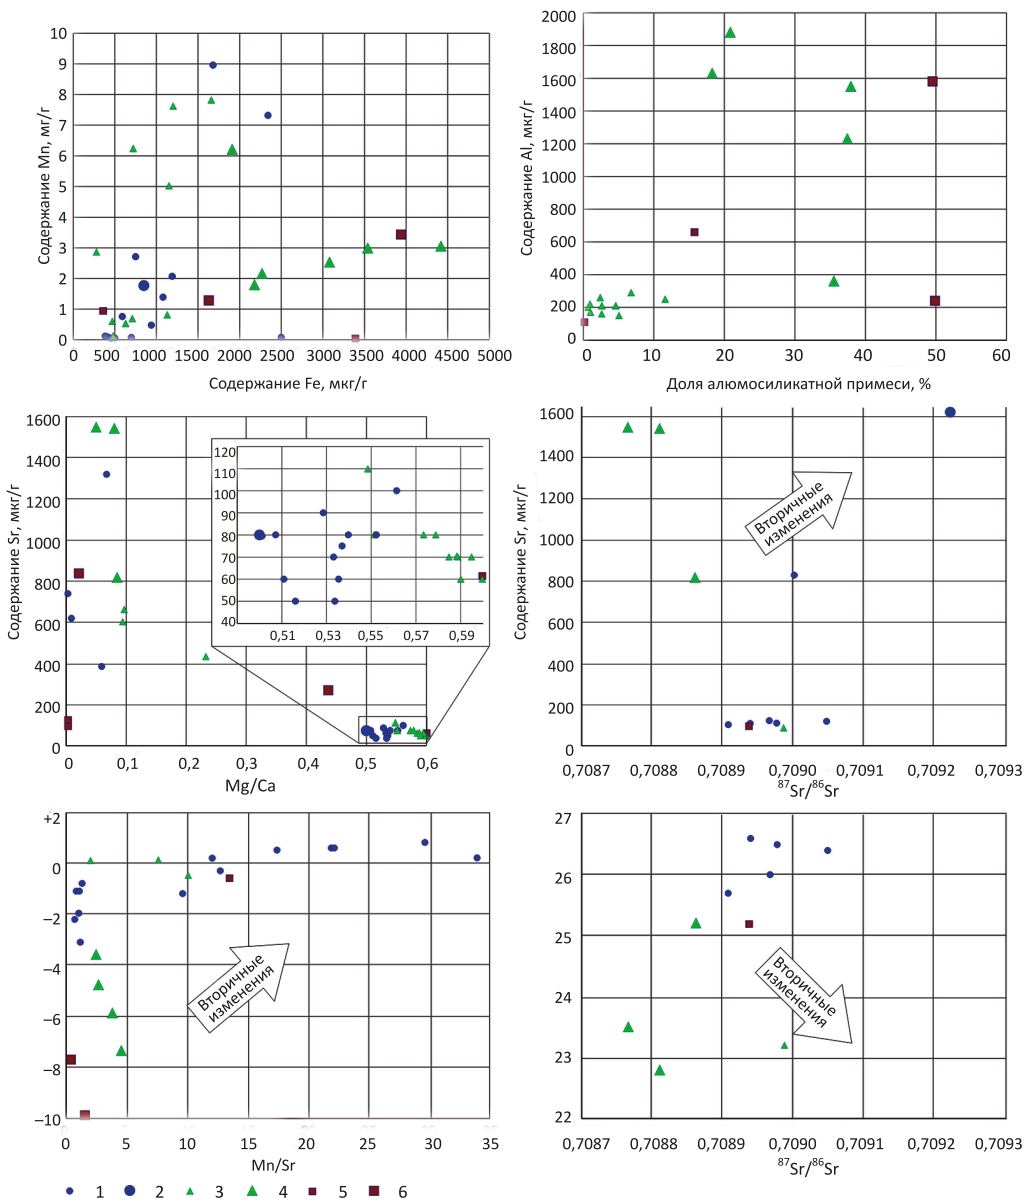 10
9
8
7
6
5
4
3
2
1
0
Содержание Mn, мг/г
0 500 1000 1500 2000 2500 3000 3500 4000 4500 5000
Содержание Fe, мкг/г
2000
1800
1600
1400
1200
1000
800
600
400
200
0
Содержание Al, мкг/г
0 10 20 30 40 50 60
Доля алюмосиликатной примеси, %
1600
1400
1200
1000
800
600
400
200
0
Содержание Sr, мкг/г
120
110
100
90
80
70
60
50
40
0,51 0,53 0,55 0,57 0,59
0 0,1 0,2 0,3 0,4 0,5 0,6
Mg/Ca
1600
1400
1200
1000
800
600
400
200
0
Содержание Sr, мкг/г
Вторичные
изменения
0,7087 0,7088 0,7089 0,7090 0,7091 0,7092 0,7093
⁸⁷Sr/⁸⁶Sr
+2
0
−2
−4
−6
−8
−10
Вторичные
изменения
0 5 10 15 20 25 30 35
Mn/Sr
27
26
25
24
23
22
Вторичные
изменения
0,7087 0,7088 0,7089 0,7090 0,7091 0,7092 0,7093
⁸⁷Sr/⁸⁶Sr
1 2 3 4 5 6